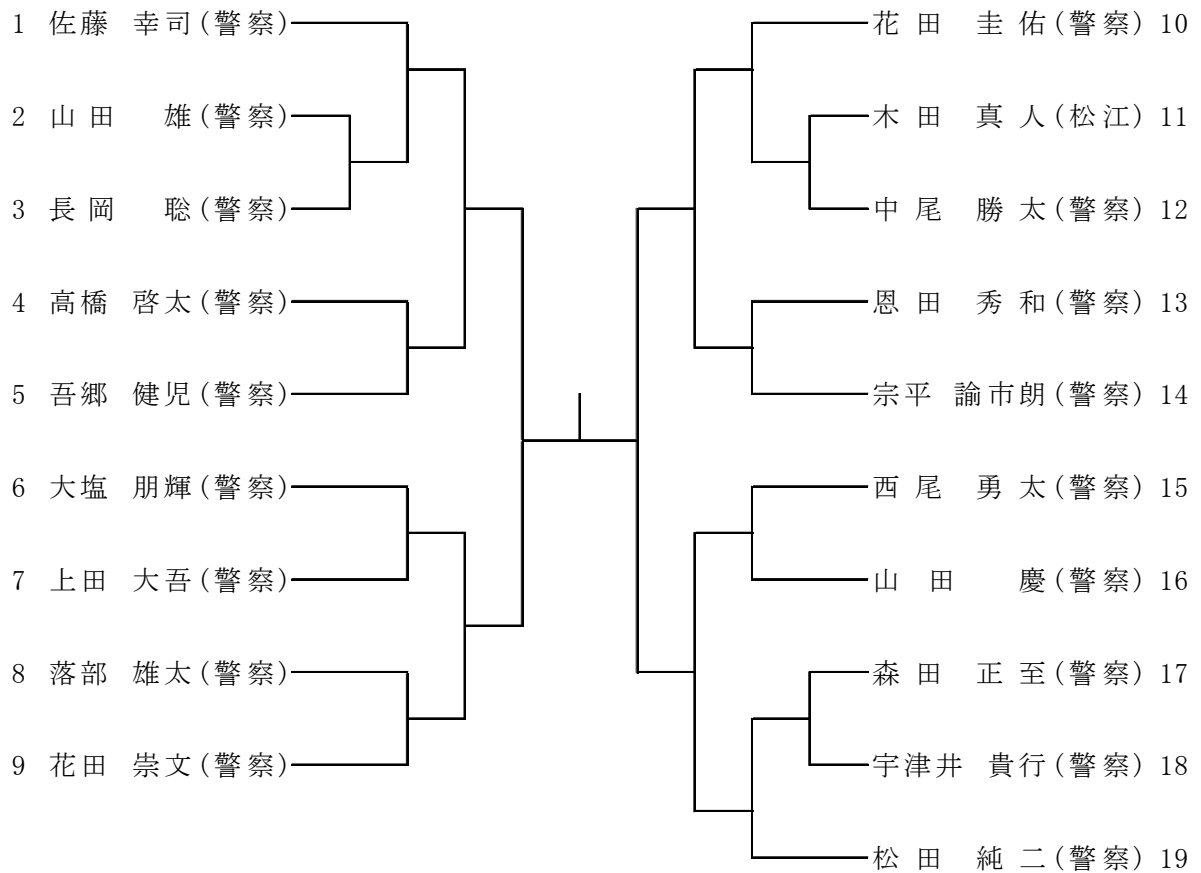 1 佐藤 幸司(警察)
2 山田 雄(警察)
3 長岡 聡(警察)
4 高橋 啓太(警察)
5 吾郷 健児(警察)
6 大塩 朋輝(警察)
7 上田 大吾(警察)
8 落部 雄太(警察)
9 花田 崇文(警察)
花田 圭佑(警察) 10
木田 真人(松江) 11
中尾 勝太(警察) 12
恩田 秀和(警察) 13
宗平 諭市朗(警察) 14
西尾 勇太(警察) 15
山田 慶(警察) 16
森田 正至(警察) 17
宇津井 貴行(警察) 18
松田 純二(警察) 19